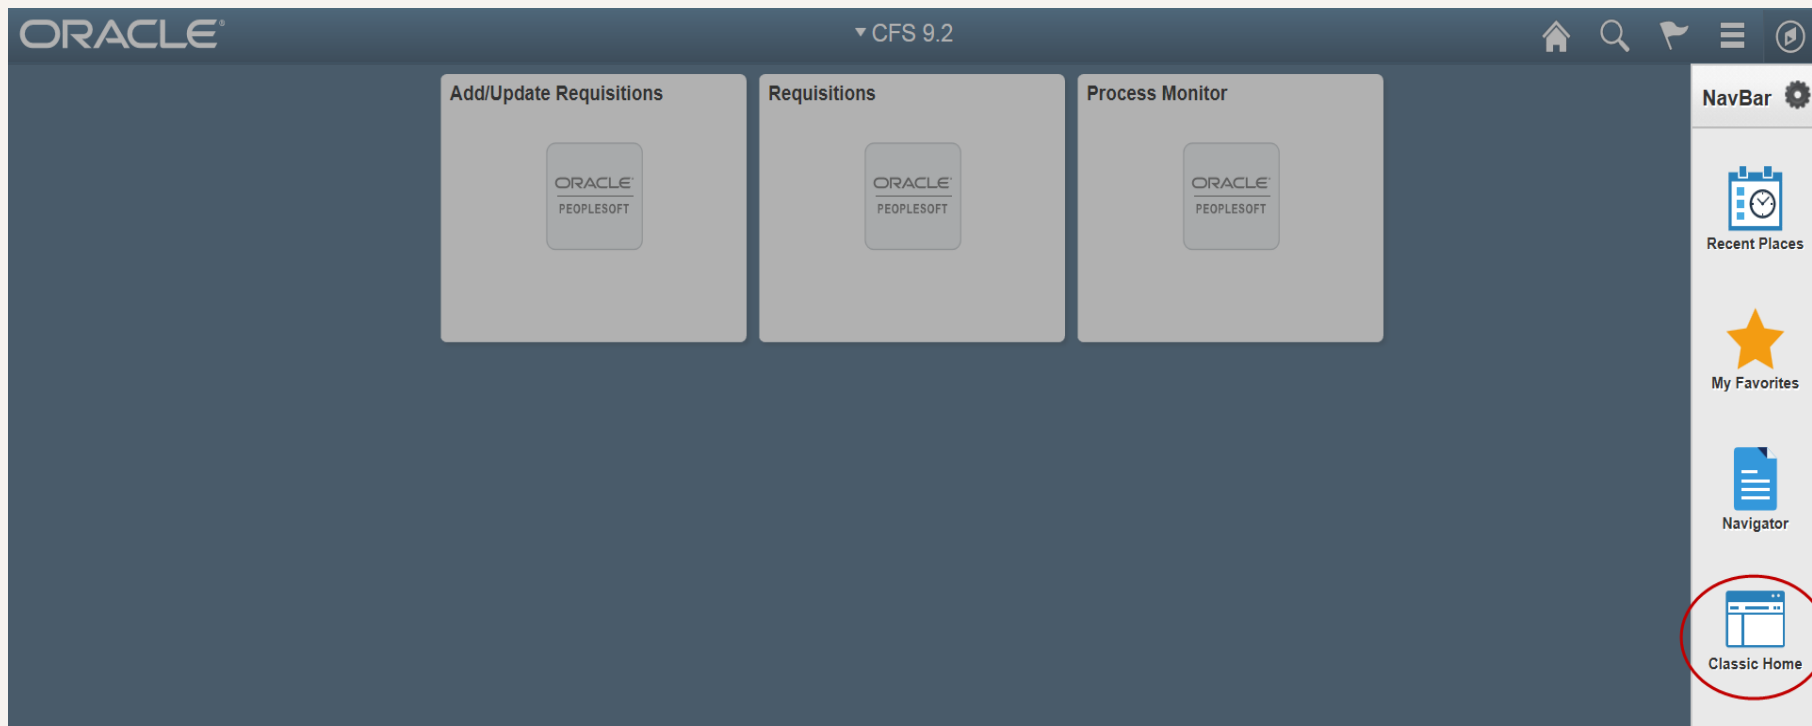 ORACLE®
CFS 9.2
Add/Update Requisitions
Requisitions
Process Monitor
NavBar
ORACLE
PEOPLESOFT
ORACLE
PEOPLESOFT
ORACLE
PEOPLESOFT
Recent Places
My Favorites
Navigator
Classic Home